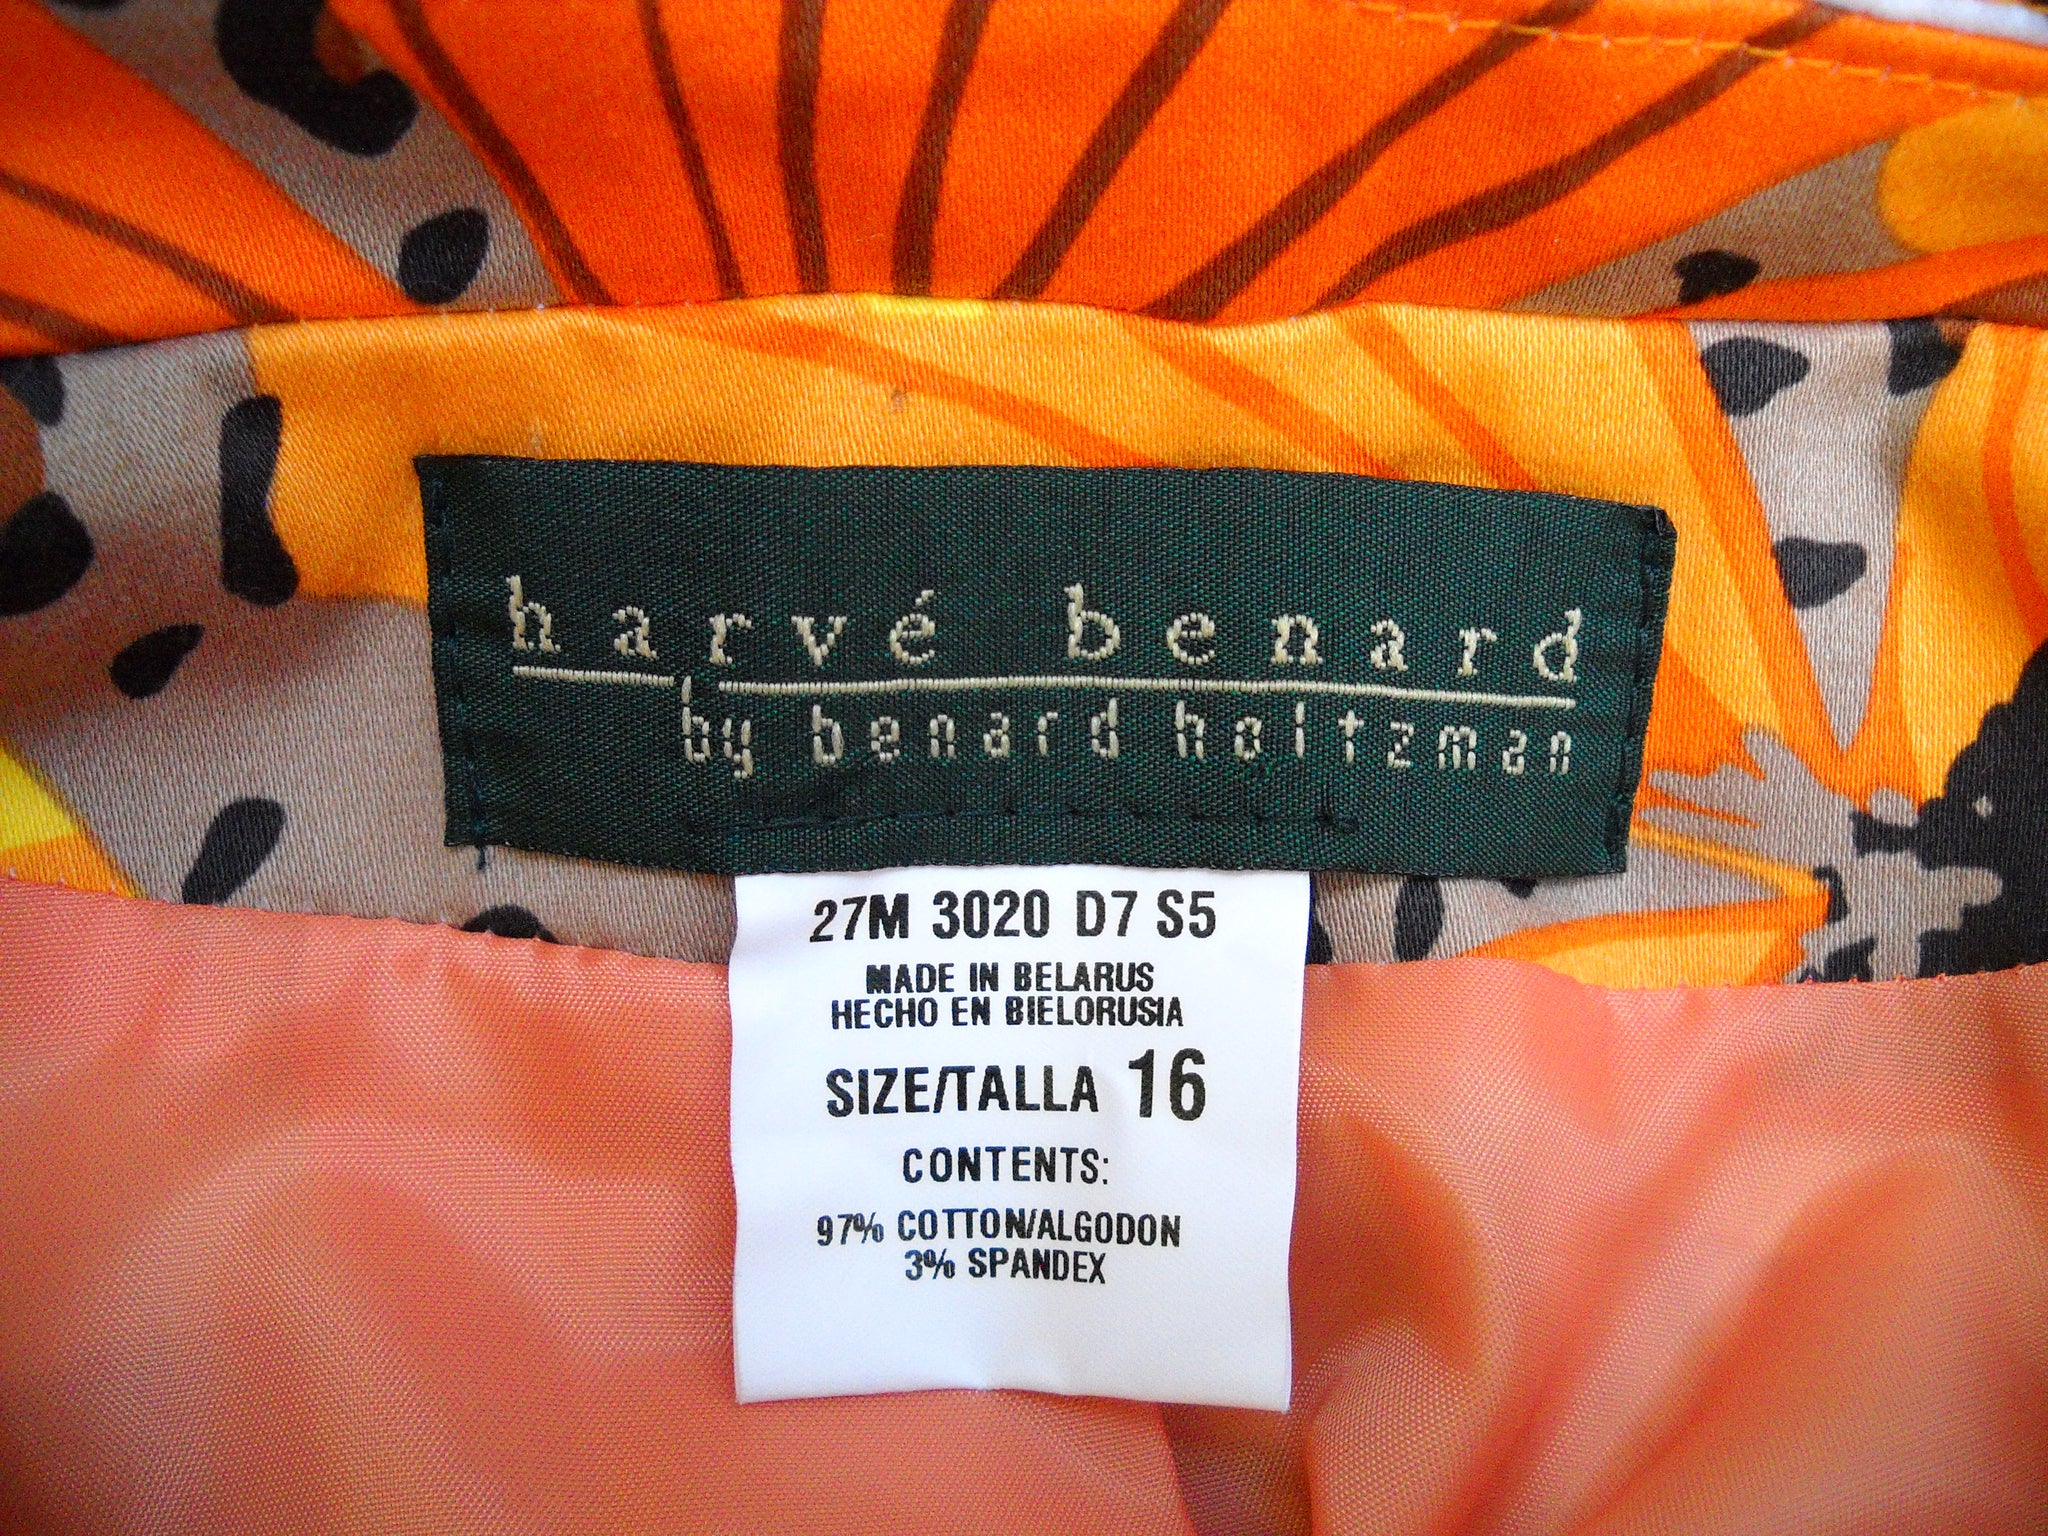 harvé benard
by benard holtzman
27M 3020 D7 S5
MADE IN BELARUS
HECHO EN BIELORUSIA
SIZE/TALLA 16
CONTENTS:
97% COTTON/ALGODON
3% SPANDEX